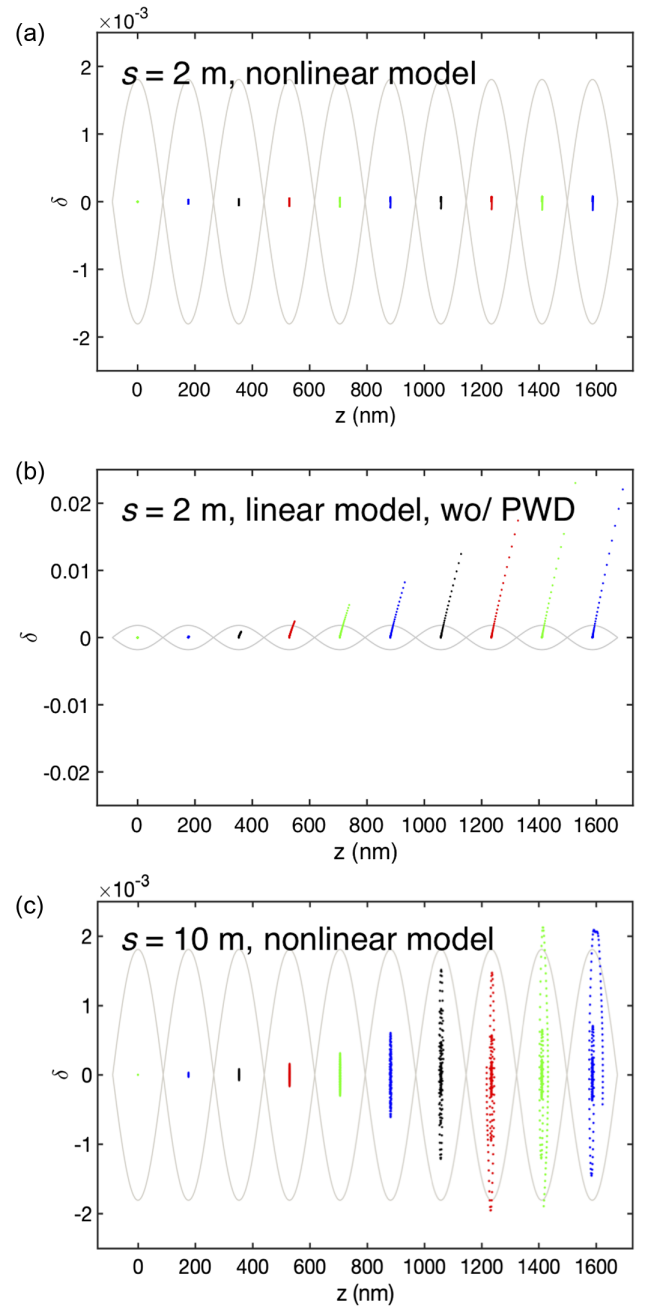 (a)
×10⁻³
s = 2 m, nonlinear model
2
1
0
-1
-2
δ
0 200 400 600 800 1000 1200 1400 1600
z (nm)
(b)
s = 2 m, linear model, wo/ PWD
0.02
0.01
0
-0.01
-0.02
δ
0 200 400 600 800 1000 1200 1400 1600
z (nm)
(c)
×10⁻³
s = 10 m, nonlinear model
2
1
0
-1
-2
δ
0 200 400 600 800 1000 1200 1400 1600
z (nm)